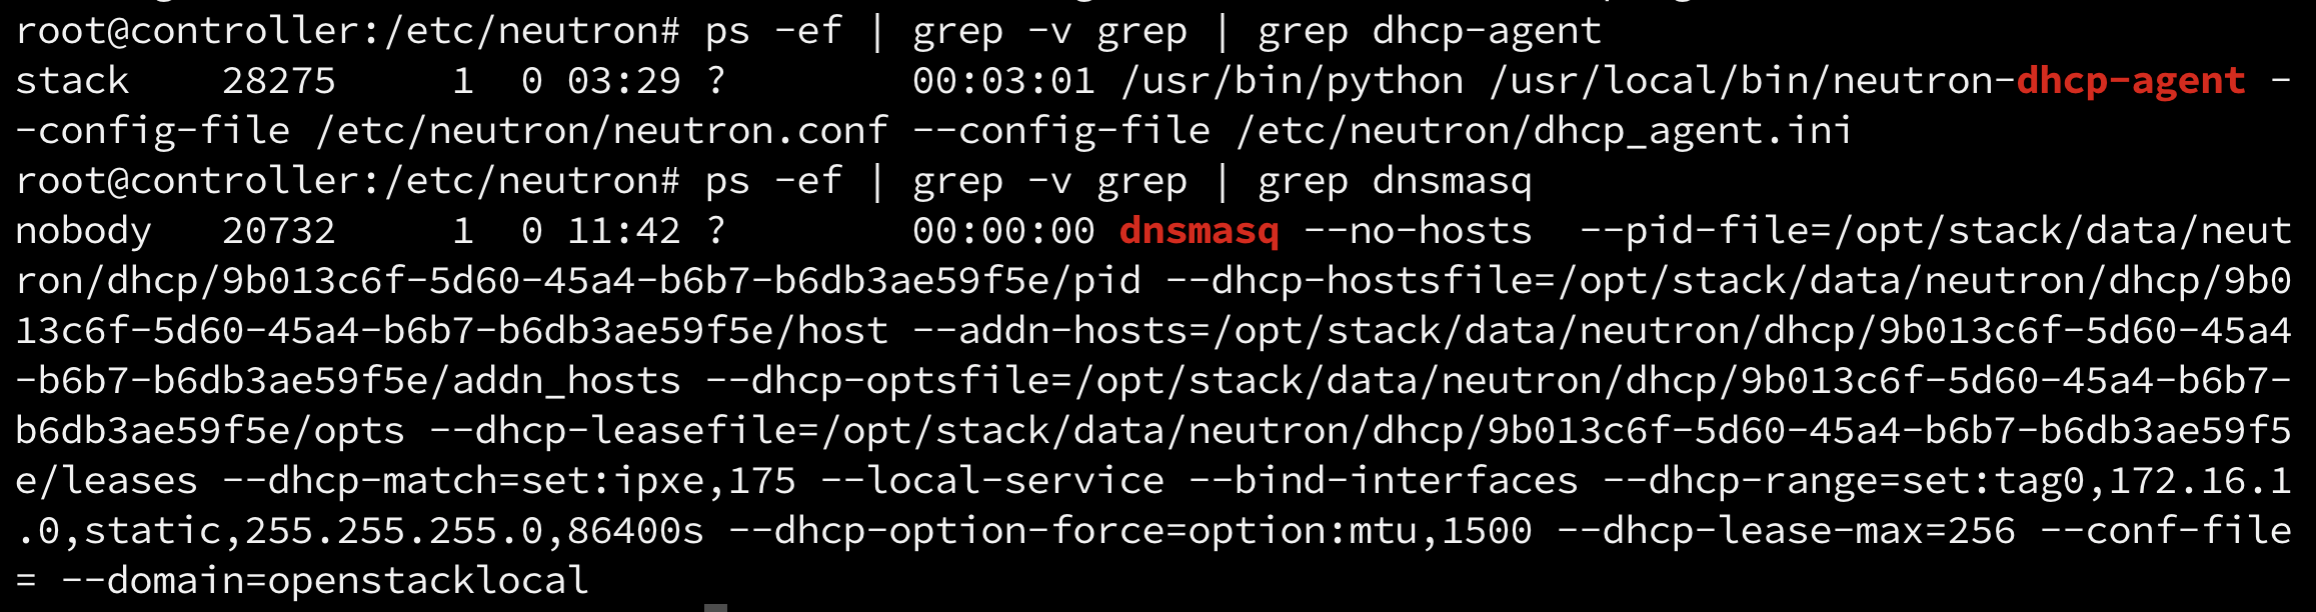 root@controller:/etc/neutron# ps -ef | grep -v grep | grep dhcp-agent
stack    28275     1  0 03:29 ?        00:03:01 /usr/bin/python /usr/local/bin/neutron-dhcp-agent -
-config-file /etc/neutron/neutron.conf --config-file /etc/neutron/dhcp_agent.ini
root@controller:/etc/neutron# ps -ef | grep -v grep | grep dnsmasq
nobody   20732     1  0 11:42 ?        00:00:00 dnsmasq --no-hosts  --pid-file=/opt/stack/data/neut
ron/dhcp/9b013c6f-5d60-45a4-b6b7-b6db3ae59f5e/pid --dhcp-hostsfile=/opt/stack/data/neutron/dhcp/9b0
13c6f-5d60-45a4-b6b7-b6db3ae59f5e/host --addn-hosts=/opt/stack/data/neutron/dhcp/9b013c6f-5d60-45a4
-b6b7-b6db3ae59f5e/addn_hosts --dhcp-optsfile=/opt/stack/data/neutron/dhcp/9b013c6f-5d60-45a4-b6b7-
b6db3ae59f5e/opts --dhcp-leasefile=/opt/stack/data/neutron/dhcp/9b013c6f-5d60-45a4-b6b7-b6db3ae59f5
e/leases --dhcp-match=set:ipxe,175 --local-service --bind-interfaces --dhcp-range=set:tag0,172.16.1
.0,static,255.255.255.0,86400s --dhcp-option-force=option:mtu,1500 --dhcp-lease-max=256 --conf-file
= --domain=openstacklocal